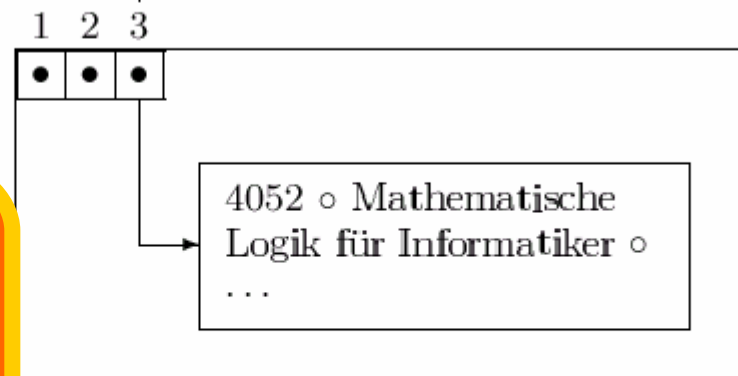 1 2 3
4052 ∘ Mathematische
Logik für Informatiker ∘
...